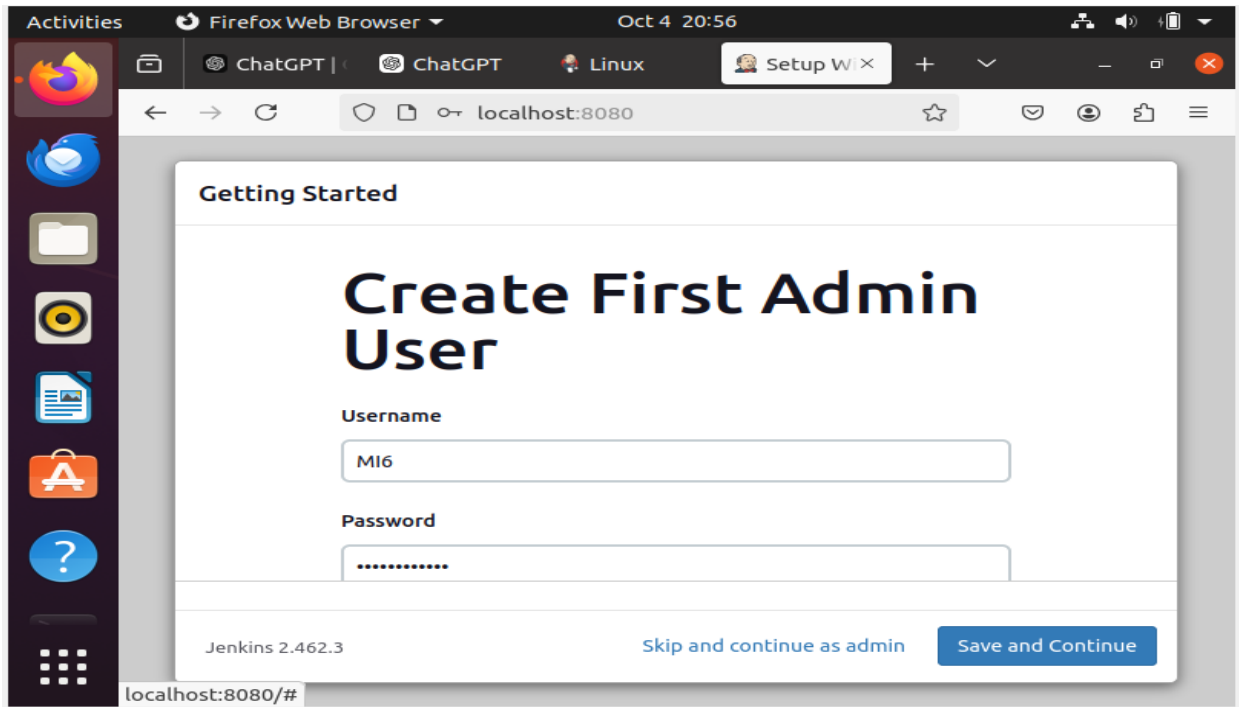 Activities Firefox Web Browser Oct 4 20:56
ChatGPT | ChatGPT Linux Setup Wi
localhost:8080
Getting Started
Create First Admin
User
Username
MI6
Password
••••••••••••
Jenkins 2.462.3 Skip and continue as admin Save and Continue
localhost:8080/#